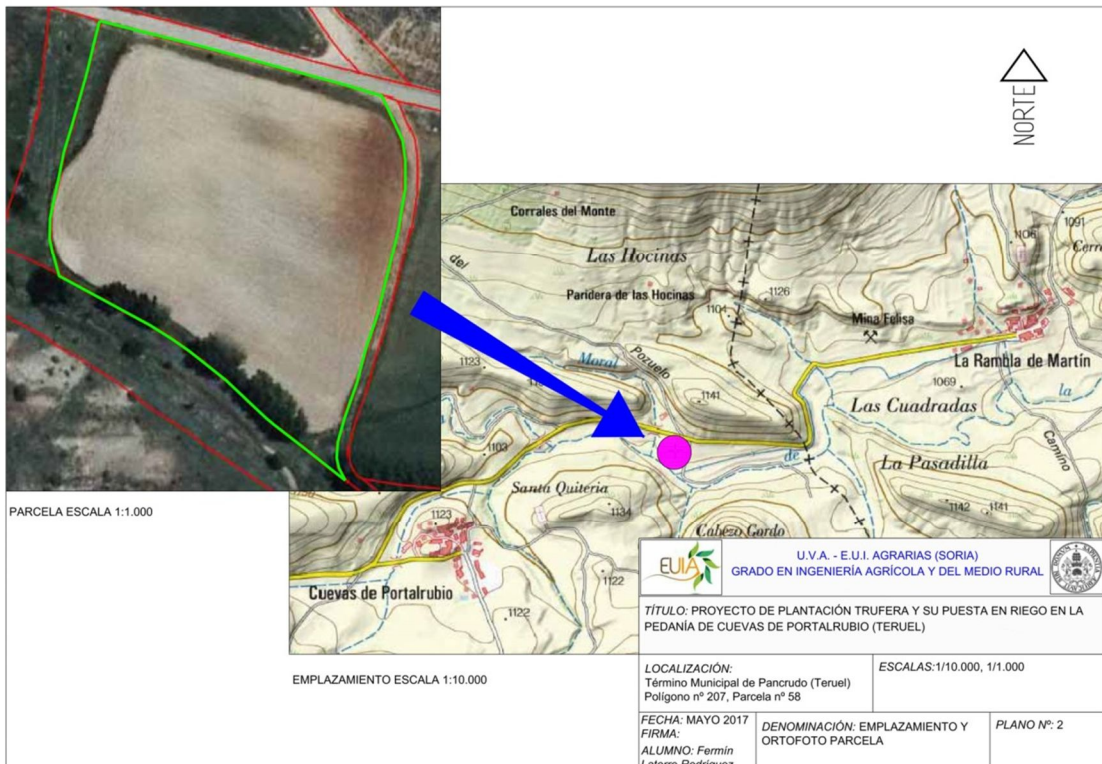 NORTE
Corrales del Monte
1091
1106
Las Hocinas
Cerro
del
Paridera de las Hocinas
1126
1104
Mina Felisa
Moral
Pozuelo
1123
La Rambla de Martín
1141
1069
la
Las Cuadradas
Camino
de
1103
La Pasadilla
Santa Quiteria
1134
1142
1141
Cabezo Gordo
1123
Cuevas de Portalrubio
1122
1122
PARCELA ESCALA 1:1.000
EMPLAZAMIENTO ESCALA 1:10.000
EUIA
U.V.A. - E.U.I. AGRARIAS (SORIA)
GRADO EN INGENIERÍA AGRÍCOLA Y DEL MEDIO RURAL
TÍTULO: PROYECTO DE PLANTACIÓN TRUFERA Y SU PUESTA EN RIEGO EN LA
PEDANÍA DE CUEVAS DE PORTALRUBIO (TERUEL)
LOCALIZACIÓN:
Término Municipal de Pancrudo (Teruel)
Polígono nº 207, Parcela nº 58
ESCALAS:1/10.000, 1/1.000
FECHA: MAYO 2017
FIRMA:
ALUMNO: Fermín
DENOMINACIÓN: EMPLAZAMIENTO Y
ORTOFOTO PARCELA
PLANO Nº: 2